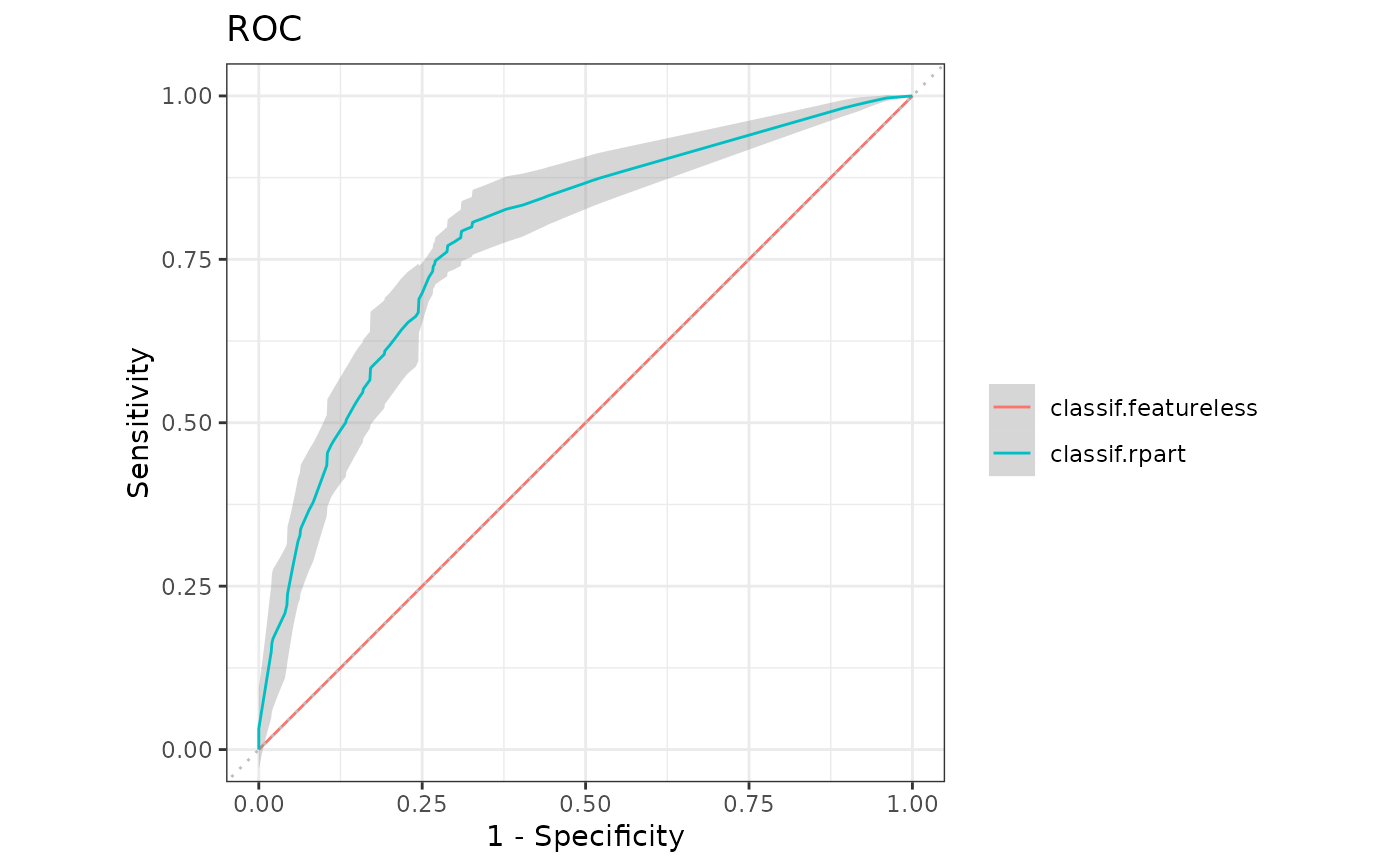 ROC
1.00
0.75
0.50
0.25
0.00
Sensitivity
0.00 0.25 0.50 0.75 1.00
1 - Specificity
classif.featureless
classif.rpart